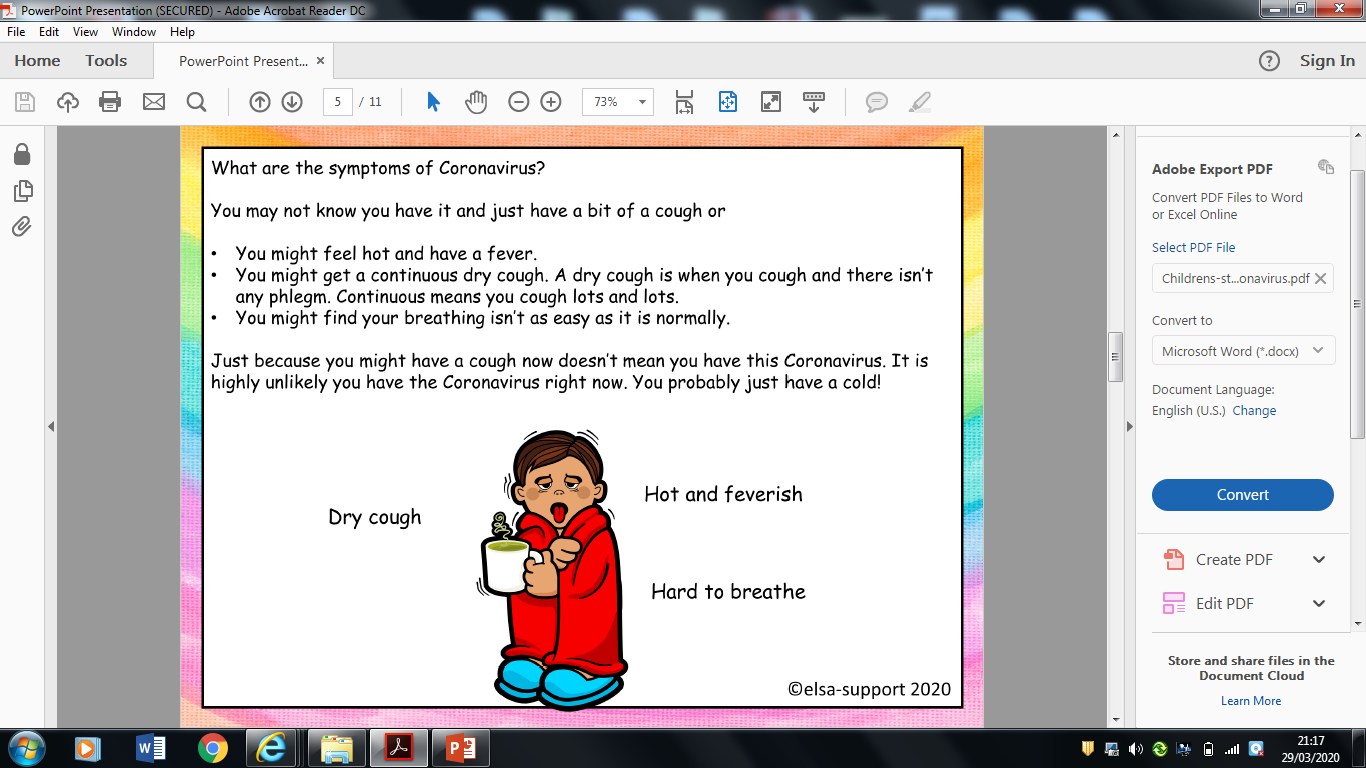 PowerPoint Presentation (SECURED) - Adobe Acrobat Reader DC
File Edit View Window Help
Home Tools PowerPoint Present... × Sign In
5 / 11 73%
What are the symptoms of Coronavirus?
You may not know you have it and just have a bit of a cough or
• You might feel hot and have a fever.
• You might get a continuous dry cough. A dry cough is when you cough and there isn't
any phlegm. Continuous means you cough lots and lots.
• You might find your breathing isn't as easy as it is normally.
Just because you might have a cough now doesn't mean you have this Coronavirus. It is
highly unlikely you have the Coronavirus right now. You probably just have a cold!
Hot and feverish
Dry cough
Hard to breathe
©elsa-support 2020
Adobe Export PDF
Convert PDF Files to Word
or Excel Online
Select PDF File
Childrens-st...onavirus.pdf
Convert to
Microsoft Word (*.docx)
Document Language:
English (U.S.) Change
Convert
Create PDF
Edit PDF
Store and share files in the
Document Cloud
Learn More
21:17
29/03/2020